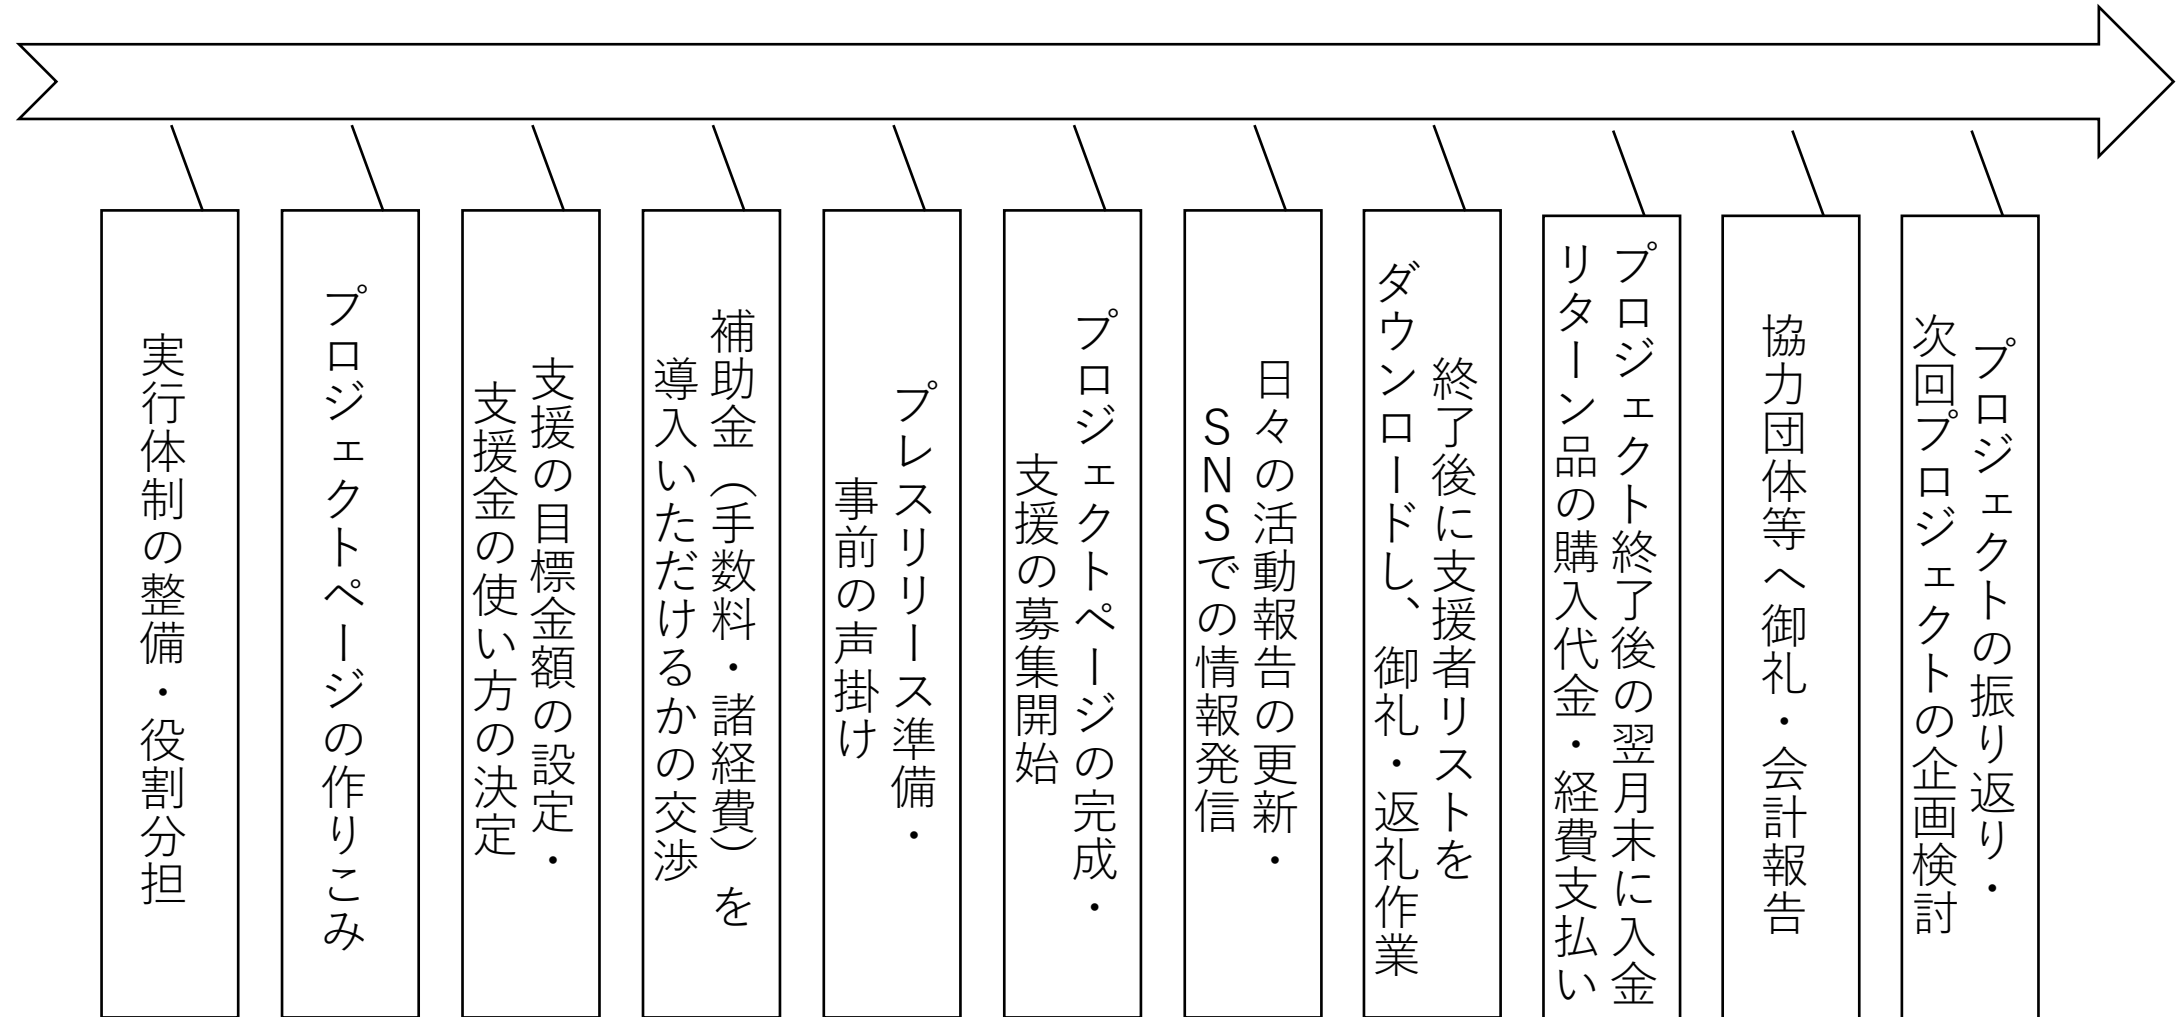 実行体制の整備・役割分担
プロジェクトページの作りこみ
支援の目標金額の設定・
支援金の使い方の決定
補助金（手数料・諸経費）を
導入いただけるかの交渉
プレスリリース準備・
事前の声掛け
プロジェクトページの完成・
支援の募集開始
日々の活動報告の更新・
ＳＮＳでの情報発信
終了後に支援者リストを
ダウンロードし、御礼・返礼作業
プロジェクト終了後の翌月末に入金
リターン品の購入代金・経費支払い
協力団体等へ御礼・会計報告
プロジェクトの振り返り・
次回プロジェクトの企画検討